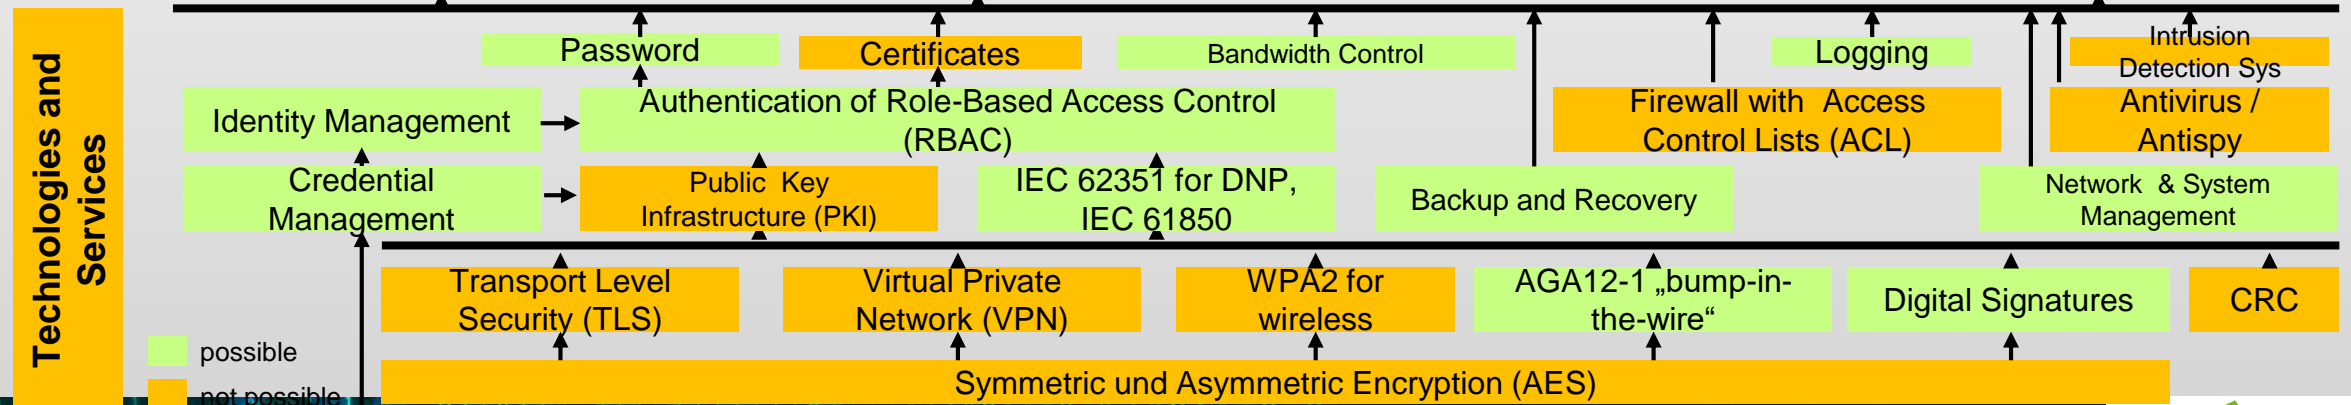 Technologies and
Services
Password
Certificates
Bandwidth Control
Logging
Intrusion
Detection Sys
Identity Management
Authentication of Role-Based Access Control
(RBAC)
Firewall with Access
Control Lists (ACL)
Antivirus /
Antispy
Credential
Management
Public Key
Infrastructure (PKI)
IEC 62351 for DNP,
IEC 61850
Backup and Recovery
Network & System
Management
Transport Level
Security (TLS)
Virtual Private
Network (VPN)
WPA2 for
wireless
AGA12-1 „bump-in-
the-wire“
Digital Signatures
CRC
possible
not possible
Symmetric und Asymmetric Encryption (AES)